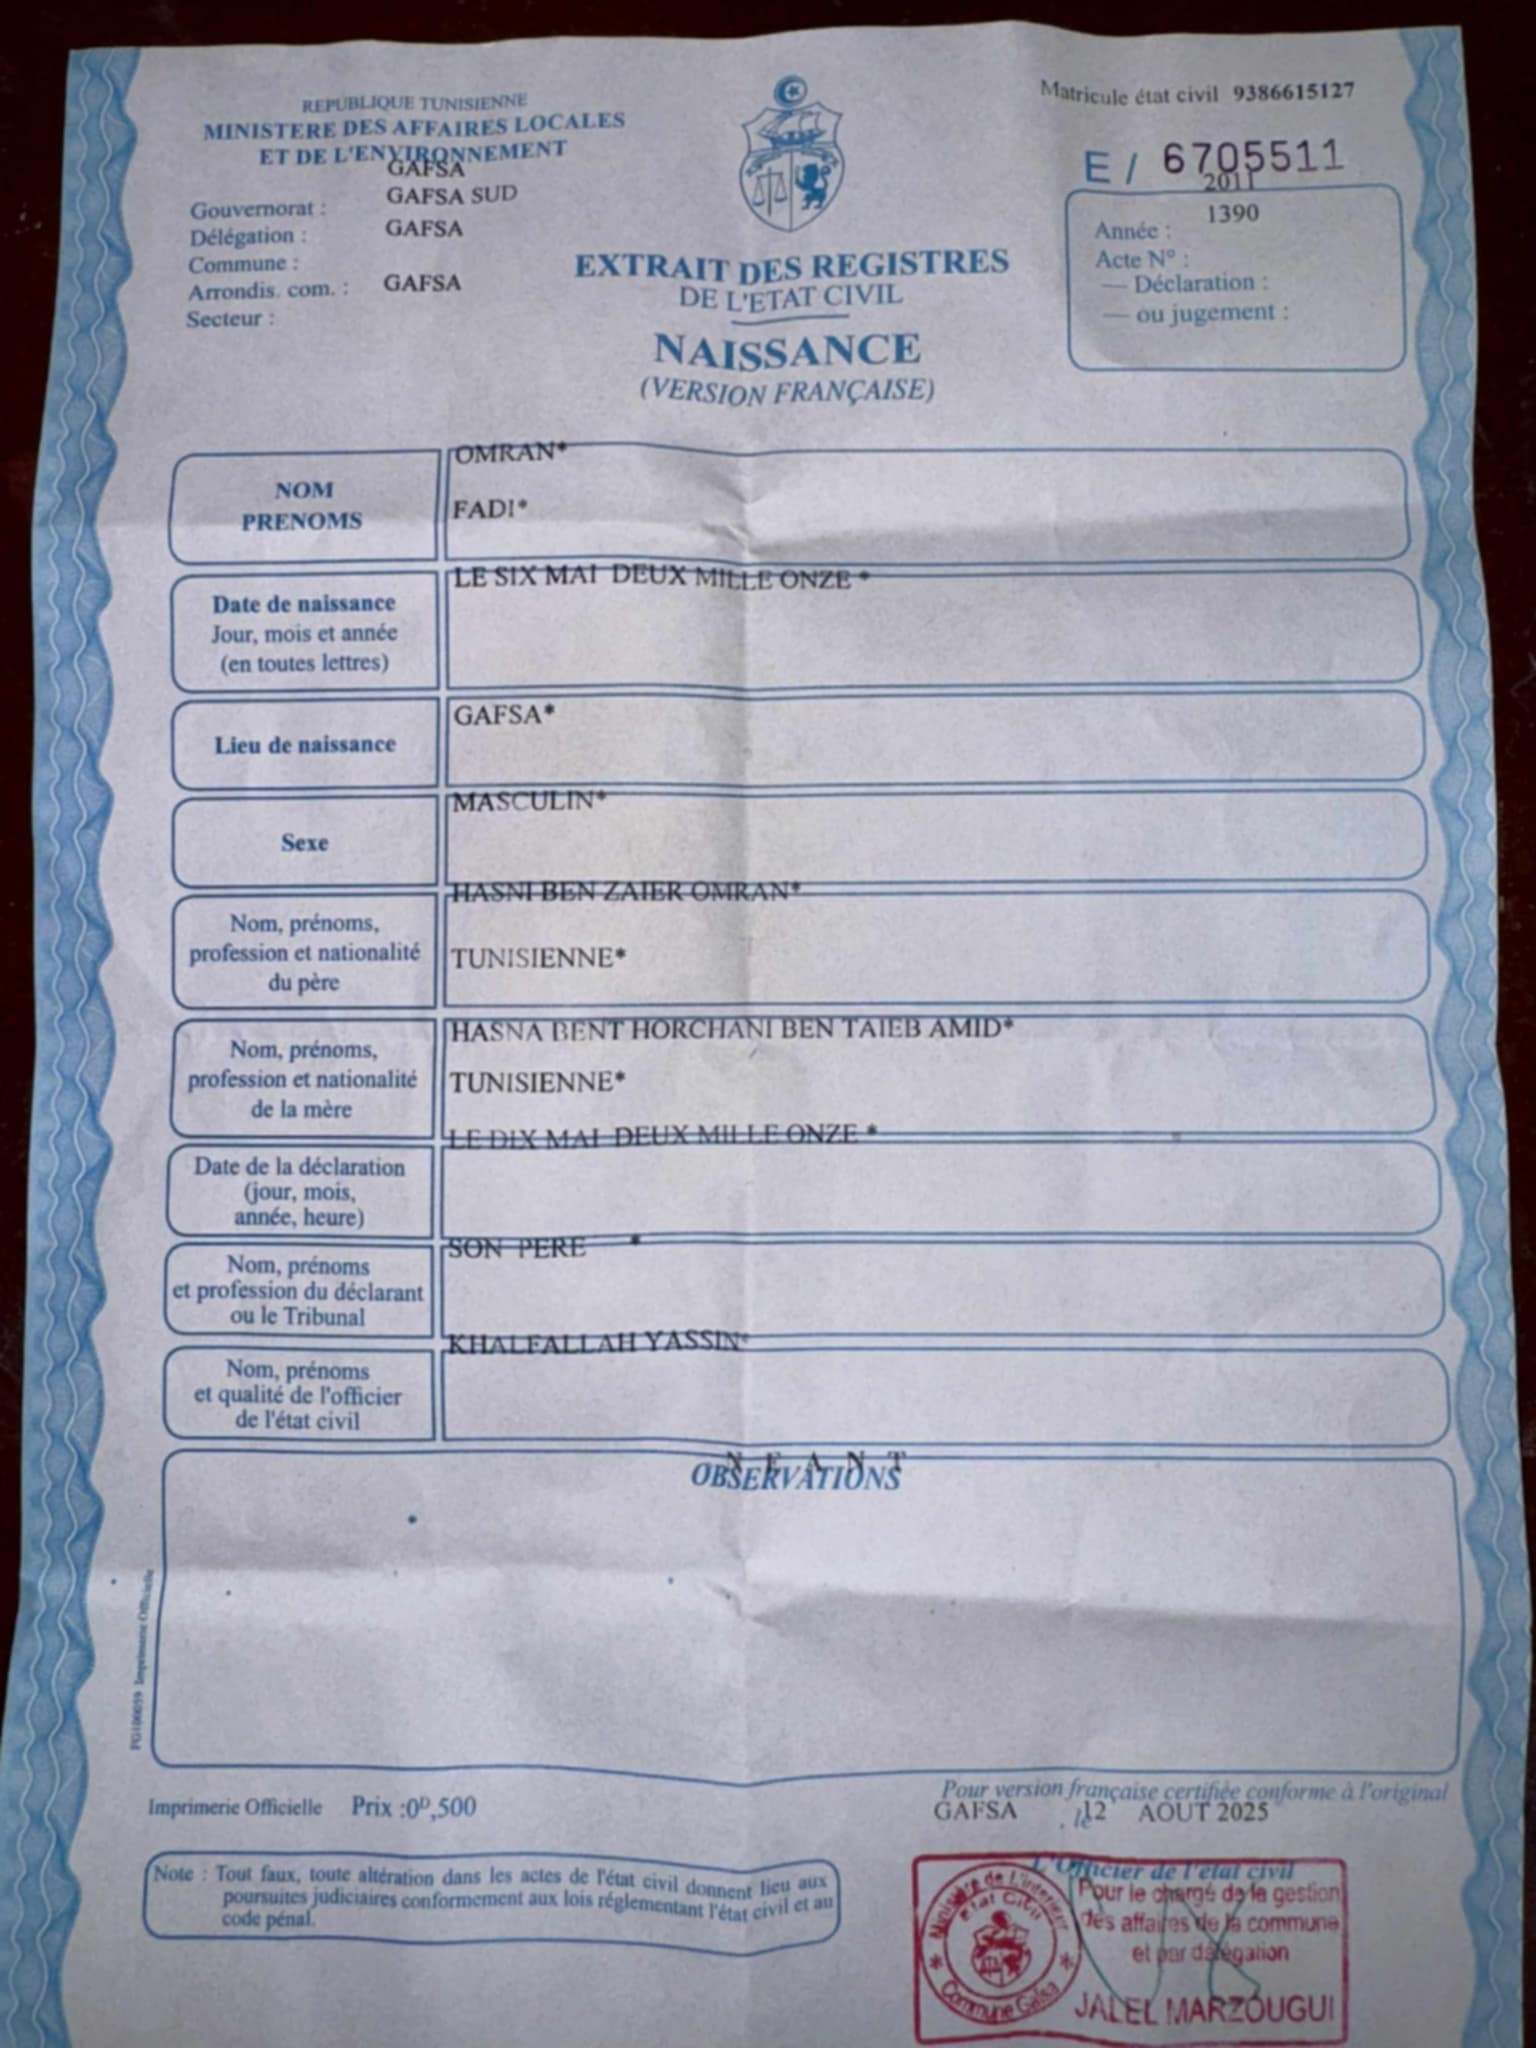 REPUBLIQUE TUNISIENNE
MINISTERE DES AFFAIRES LOCALES
ET DE L'ENVIRONNEMENT
GAFSA
Gouvernorat : GAFSA SUD
Délégation : GAFSA
Commune :
Arrondis. com. : GAFSA
Secteur :
EXTRAIT DES REGISTRES
DE L'ETAT CIVIL
NAISSANCE
(VERSION FRANÇAISE)
Matricule état civil 9386615127
E / 6705511
2011
1390
Année :
Acte N° :
— Déclaration :
— ou jugement :
NOM
PRENOMS
OMRAN*
FADI*
Date de naissance
Jour, mois et année
(en toutes lettres)
LE SIX MAI DEUX MILLE ONZE *
Lieu de naissance
GAFSA*
Sexe
MASCULIN*
Nom, prénoms,
profession et nationalité
du père
HASNI BEN ZAIER OMRAN*
TUNISIENNE*
Nom, prénoms,
profession et nationalité
de la mère
HASNA BENT HORCHANI BEN TAIEB AMID*
TUNISIENNE*
Date de la déclaration
(jour, mois,
année, heure)
LE DIX MAI DEUX MILLE ONZE *
Nom, prénoms
et profession du déclarant
ou le Tribunal
SON PERE *
Nom, prénoms
et qualité de l'officier
de l'état civil
KHALFALLAH YASSIN*
N E A N T
OBSERVATIONS
PG100059 Imprimerie Officielle
Imprimerie Officielle Prix :0D,500
Pour version française certifiée conforme à l'original
GAFSA , le 12 AOUT 2025
L'Officier de l'état civil
Note : Tout faux, toute altération dans les actes de l'état civil donnent lieu aux
poursuites judiciaires conformement aux lois réglementant l'état civil et au
code pénal.
Ministère de L'intérieur
Etat Civil
Commune Gafsa
Pour le chargé de la gestion
des affaires de la commune
et par délégation
JALEL MARZOUGUI